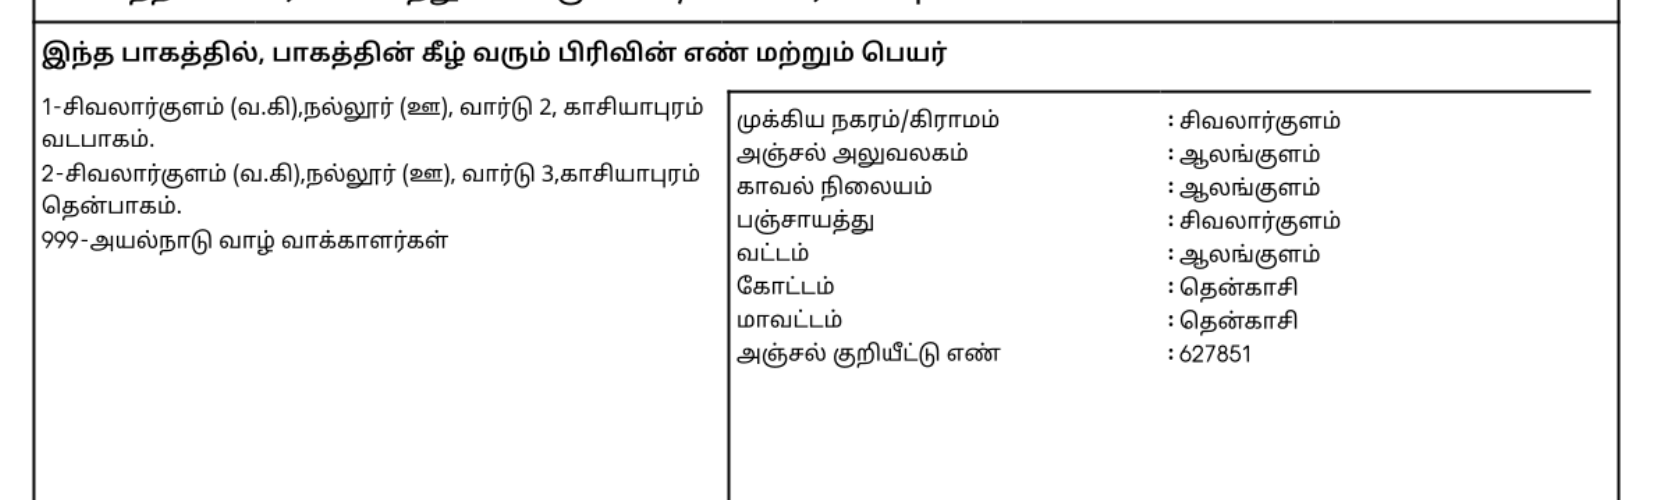 இந்த பாகத்தில், பாகத்தின் கீழ் வரும் பிரிவின் எண் மற்றும் பெயர்
1-சிவலார்குளம் (வ.கி),நல்லூர் (ஊ), வார்டு 2, காசியாபுரம்
வடபாகம்.
2-சிவலார்குளம் (வ.கி),நல்லூர் (ஊ), வார்டு 3,காசியாபுரம்
தென்பாகம்.
999-அயல்நாடு வாழ் வாக்காளர்கள்
முக்கிய நகரம்/கிராமம் : சிவலார்குளம்
அஞ்சல் அலுவலகம் : ஆலங்குளம்
காவல் நிலையம் : ஆலங்குளம்
பஞ்சாயத்து : சிவலார்குளம்
வட்டம் : ஆலங்குளம்
கோட்டம் : தென்காசி
மாவட்டம் : தென்காசி
அஞ்சல் குறியீட்டு எண் : 627851